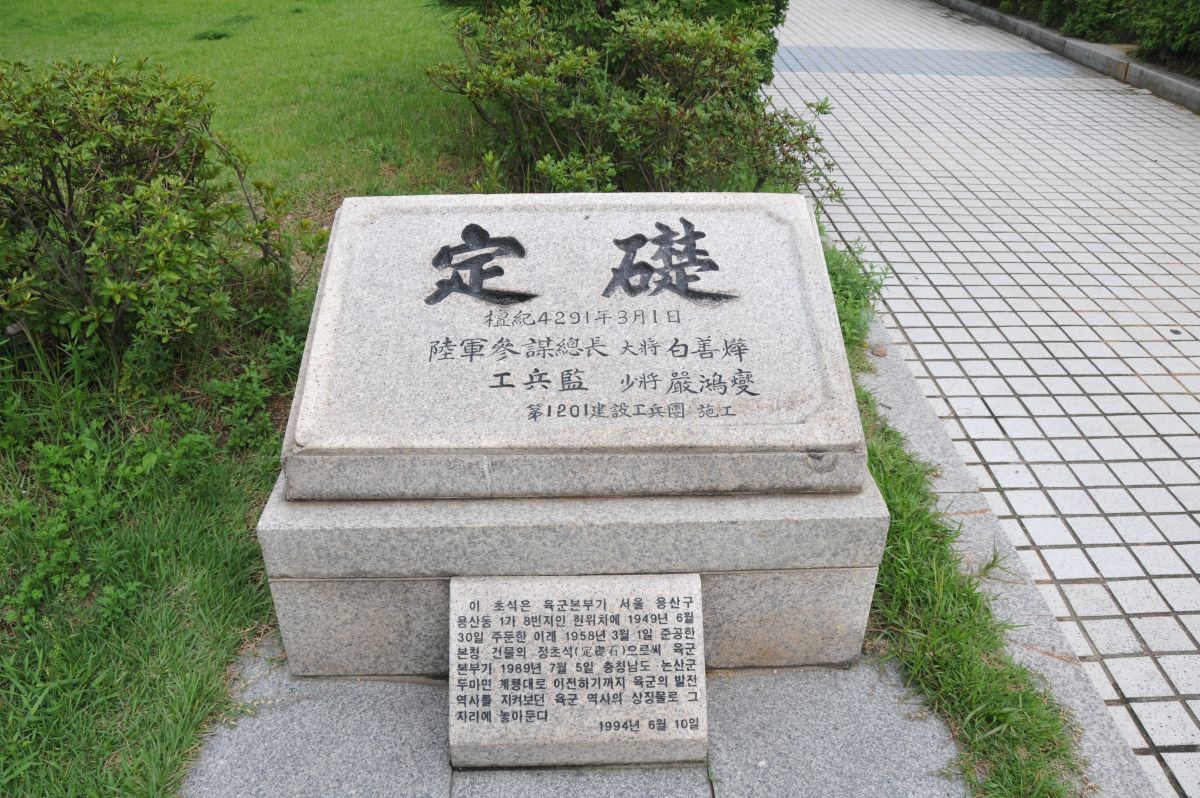 定礎
檀紀4291年3月1日
陸軍參謀總長 大將 白善燁
工兵監 少將 嚴鴻燮
第1201建設工兵團 施工
이 초석은 육군본부가 서울 용산구
용산동 1가 8번지인 현위치에 1949년 6월
30일 주둔한 이래 1958년 3월 1일 준공한
본청 건물의 정초석(定礎石)으로써 육군
본부가 1989년 7월 5일 충청남도 논산군
두마면 계룡대로 이전하기까지 육군의 발전
역사를 지켜보던 육군 역사의 상징물로 그
자리에 놓아둔다
1994년 6월 10일